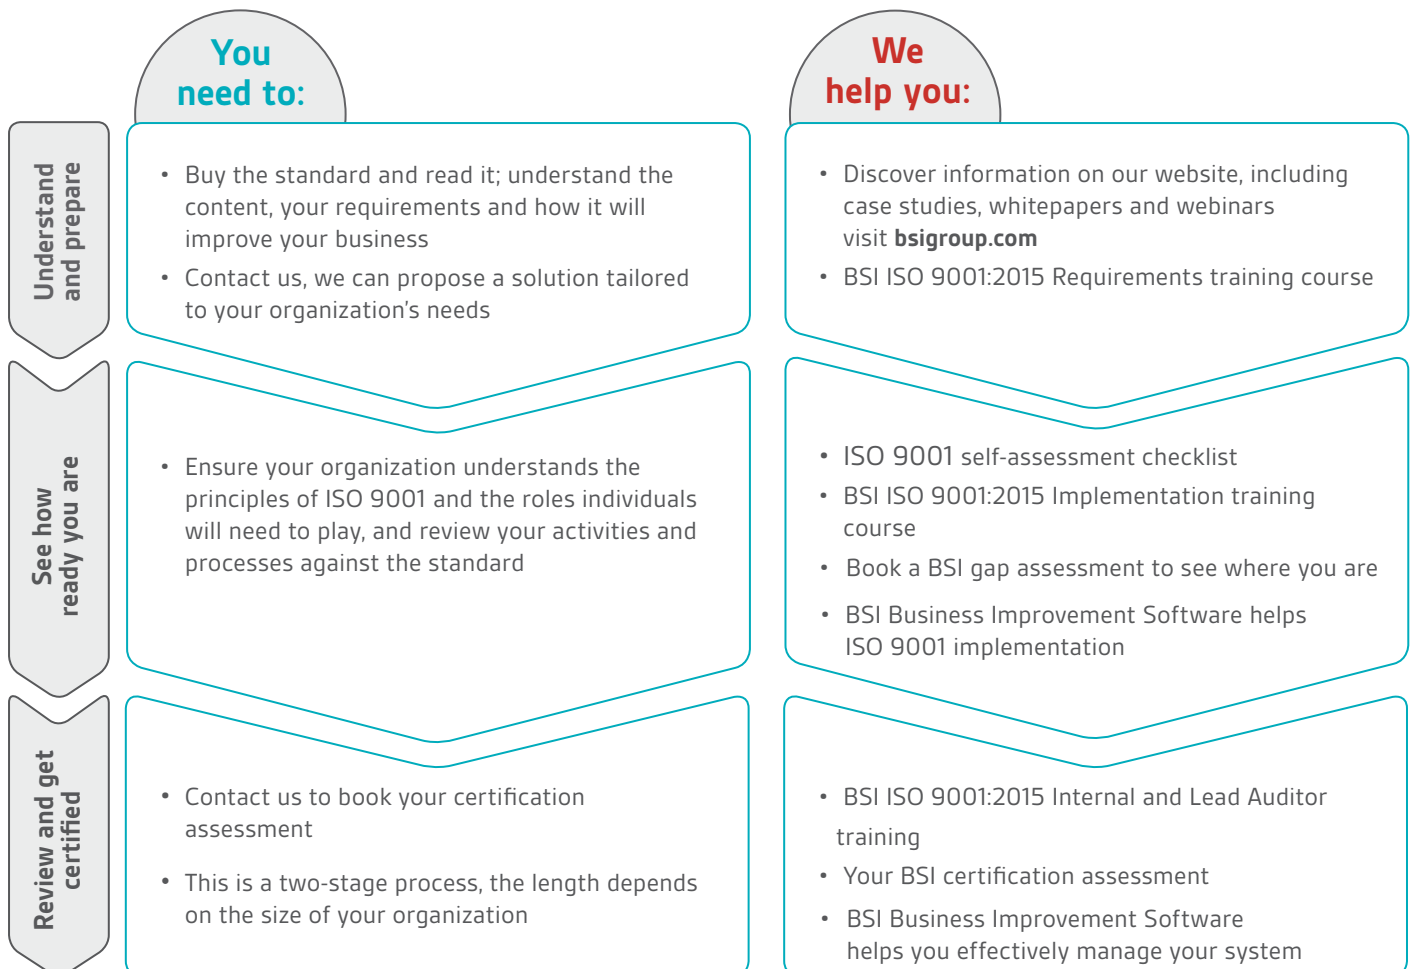 You
need to:
We
help you:
Understand
and prepare
• Buy the standard and read it; understand the
content, your requirements and how it will
improve your business
• Contact us, we can propose a solution tailored
to your organization's needs
• Discover information on our website, including
case studies, whitepapers and webinars
visit bsigroup.com
• BSI ISO 9001:2015 Requirements training course
See how
ready you are
• Ensure your organization understands the
principles of ISO 9001 and the roles individuals
will need to play, and review your activities and
processes against the standard
• ISO 9001 self-assessment checklist
• BSI ISO 9001:2015 Implementation training
course
• Book a BSI gap assessment to see where you are
• BSI Business Improvement Software helps
ISO 9001 implementation
Review and get
certified
• Contact us to book your certification
assessment
• This is a two-stage process, the length depends
on the size of your organization
• BSI ISO 9001:2015 Internal and Lead Auditor
training
• Your BSI certification assessment
• BSI Business Improvement Software
helps you effectively manage your system